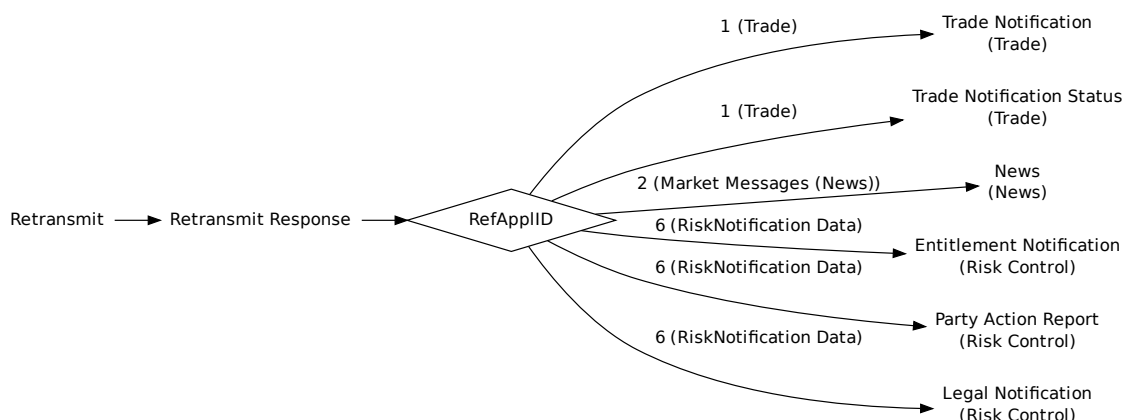 1 (Trade)
Trade Notification
(Trade)
1 (Trade)
Trade Notification Status
(Trade)
2 (Market Messages (News))
News
(News)
Retransmit
Retransmit Response
RefApplID
6 (RiskNotification Data)
Entitlement Notification
(Risk Control)
6 (RiskNotification Data)
Party Action Report
(Risk Control)
6 (RiskNotification Data)
Legal Notification
(Risk Control)